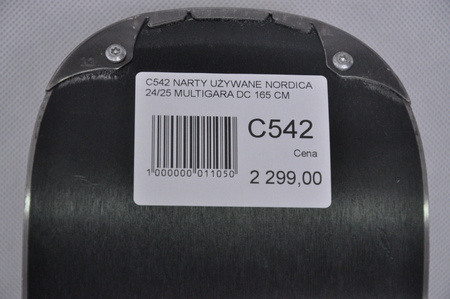 C542 NARTY UŻYWANE NORDICA
24/25 MULTIGARA DC 165 CM
C542
Cena
1 000000 011050
2 299,00